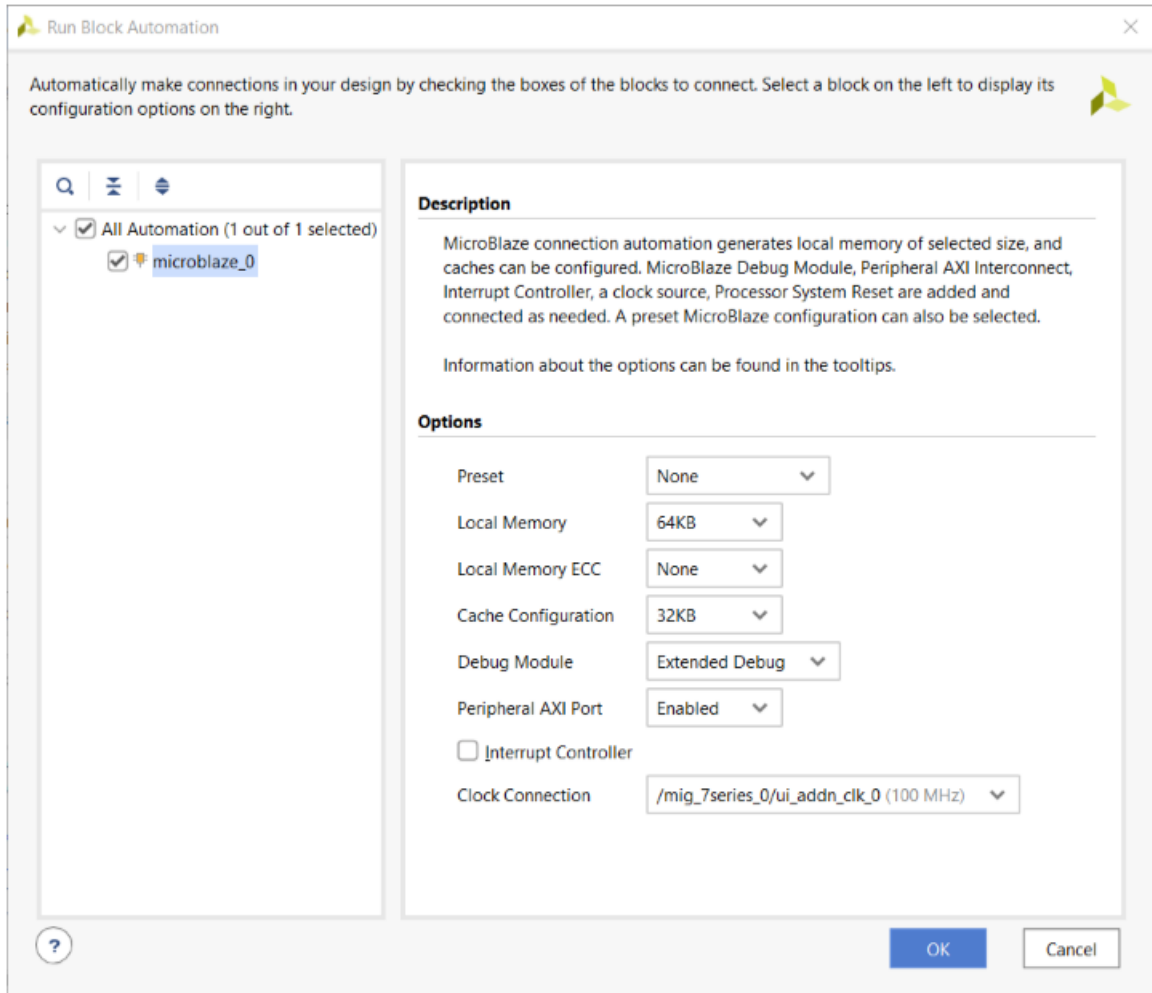 Run Block Automation
Automatically make connections in your design by checking the boxes of the blocks to connect. Select a block on the left to display its
configuration options on the right.
All Automation (1 out of 1 selected)
microblaze_0
Description
MicroBlaze connection automation generates local memory of selected size, and
caches can be configured. MicroBlaze Debug Module, Peripheral AXI Interconnect,
Interrupt Controller, a clock source, Processor System Reset are added and
connected as needed. A preset MicroBlaze configuration can also be selected.
Information about the options can be found in the tooltips.
Options
Preset None
Local Memory 64KB
Local Memory ECC None
Cache Configuration 32KB
Debug Module Extended Debug
Peripheral AXI Port Enabled
Interrupt Controller
Clock Connection /mig_7series_0/ui_addn_clk_0 (100 MHz)
? OK Cancel